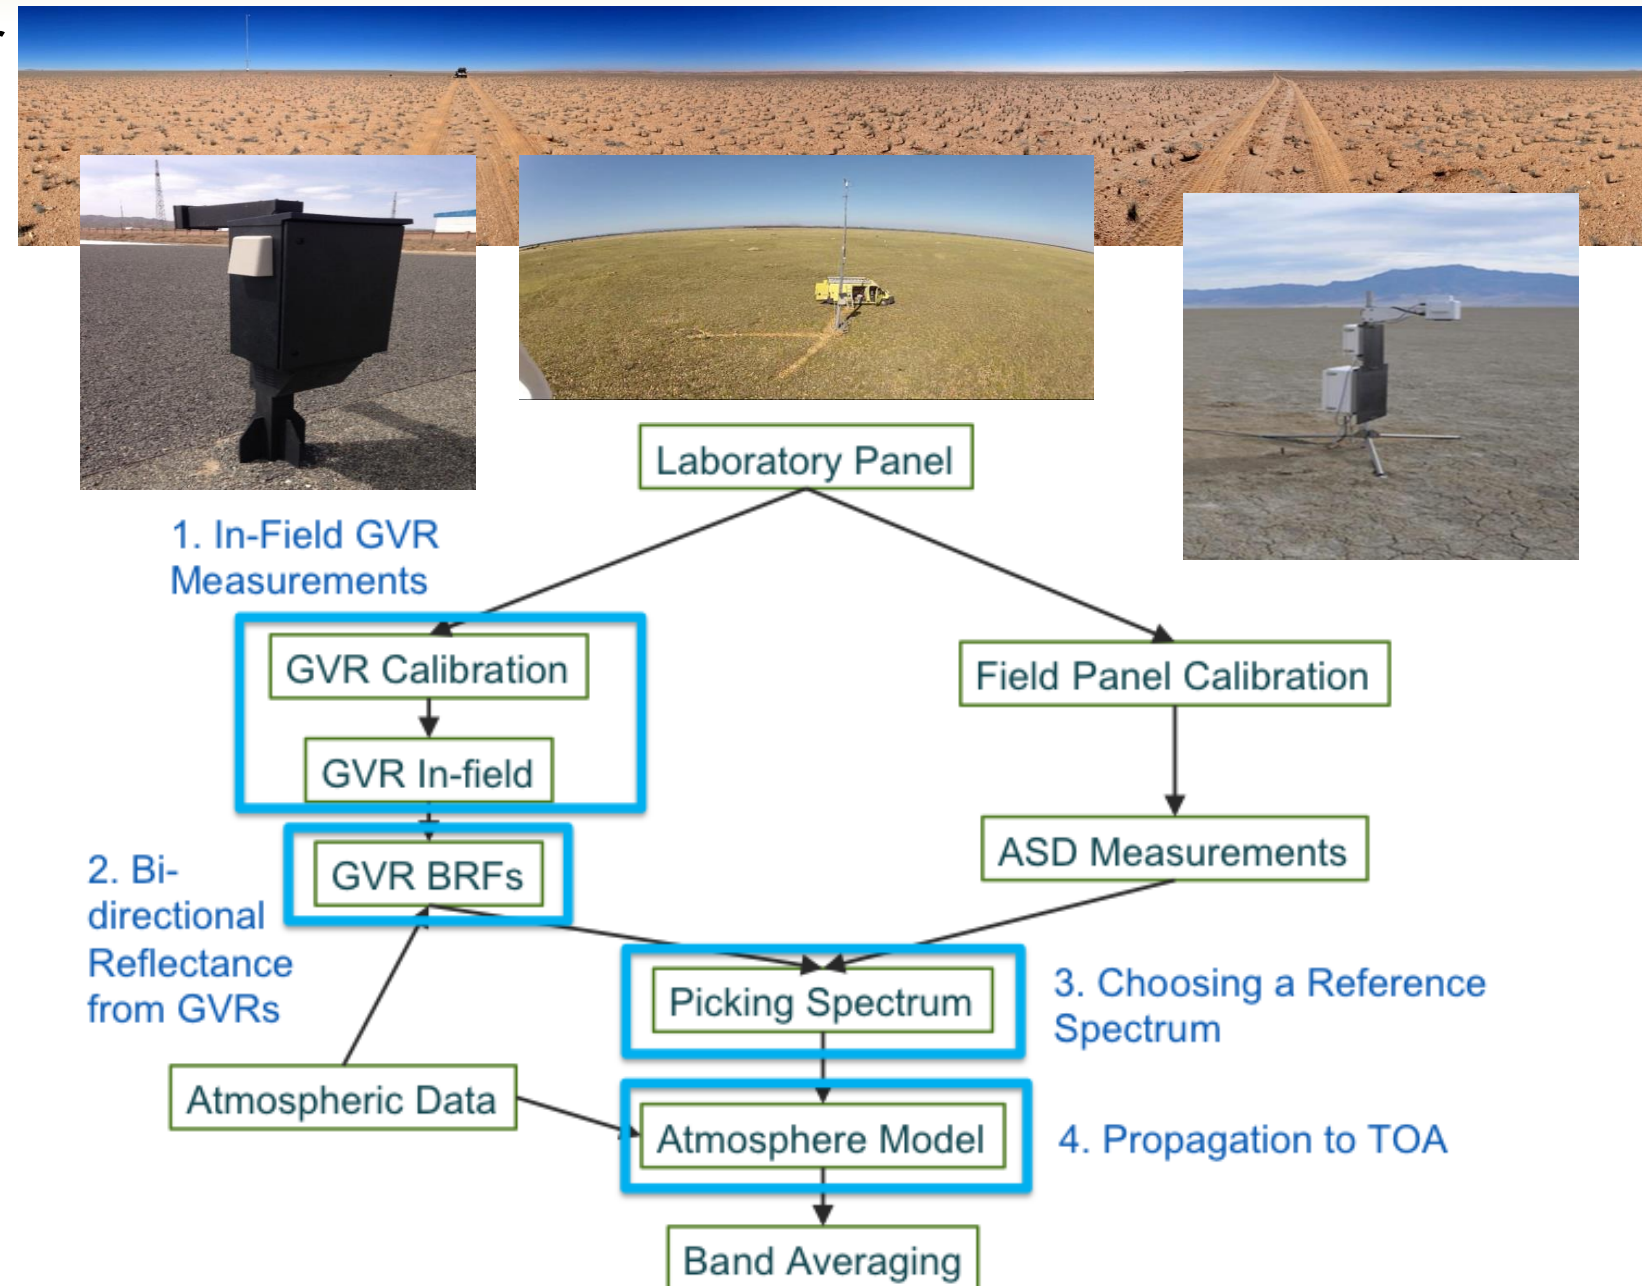 Laboratory Panel
1. In-Field GVR
Measurements
GVR Calibration
Field Panel Calibration
GVR In-field
ASD Measurements
2. Bi-
directional
Reflectance
from GVRs
GVR BRFs
Picking Spectrum
3. Choosing a Reference
Spectrum
Atmospheric Data
Atmosphere Model
4. Propagation to TOA
Band Averaging